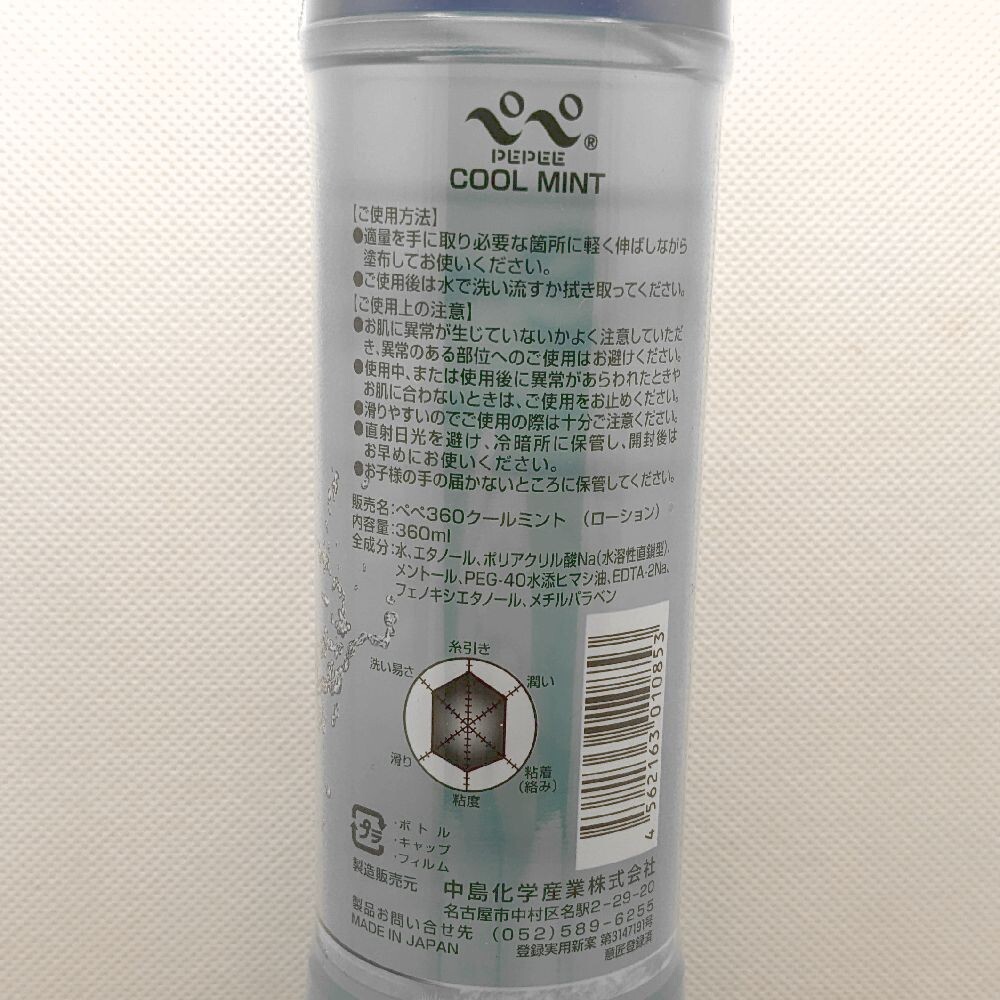 ペペ®
PEPEE
COOL MINT
【ご使用方法】
●適量を手に取り必要な箇所に軽く伸ばしながら
塗布してお使いください。
●ご使用後は水で洗い流すか拭き取ってください。
【ご使用上の注意】
●お肌に異常が生じていないかよく注意していただ
き、異常のある部位へのご使用はお避けください。
●使用中、または使用後に異常があらわれたときや
お肌に合わないときは、ご使用をお止めください。
●滑りやすいのでご使用の際は十分ご注意ください。
●直射日光を避け、冷暗所に保管し、開封後は
お早めにお使いください。
●お子様の手の届かないところに保管してください。
販売名:ペペ360クールミント (ローション)
内容量:360ml
全成分:水、エタノール、ポリアクリル酸Na(水溶性直鎖型)、
メントール、PEG-40水添ヒマシ油、EDTA-2Na、
フェノキシエタノール、メチルパラベン
糸引き
洗い易さ
潤い
滑り
粘着
(絡み)
粘度
4 562163 010853
プラ
・ボトル
・キャップ
・フィルム
製造販売元 中島化学産業株式会社
名古屋市中村区名駅2-29-20
製品お問い合せ先 (052)589-6255
MADE IN JAPAN 登録実用新案 第3147191号
意匠登録済